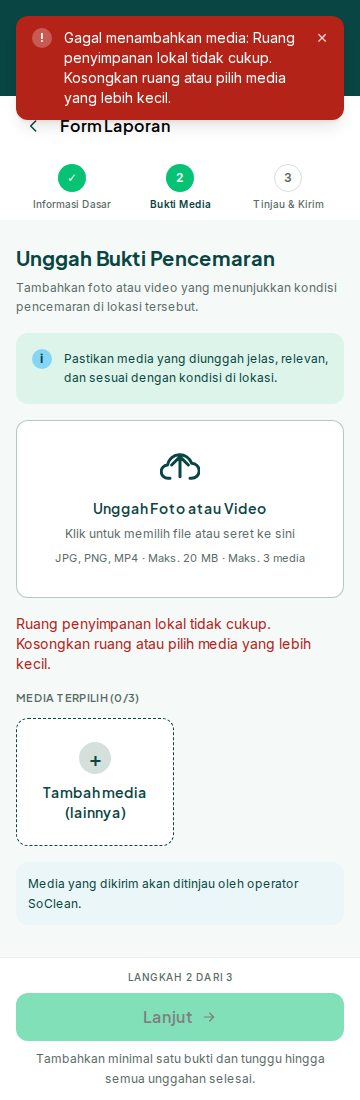 ! Gagal menambahkan media: Ruang ×
penyimpanan lokal tidak cukup.
Kosongkan ruang atau pilih media
yang lebih kecil.
Form Laporan
✓ 2 3
Informasi Dasar Bukti Media Tinjau & Kirim
Unggah Bukti Pencemaran
Tambahkan foto atau video yang menunjukkan kondisi
pencemaran di lokasi tersebut.
i Pastikan media yang diunggah jelas, relevan,
dan sesuai dengan kondisi di lokasi.
Unggah Foto atau Video
Klik untuk memilih file atau seret ke sini
JPG, PNG, MP4 · Maks. 20 MB · Maks. 3 media
Ruang penyimpanan lokal tidak cukup.
Kosongkan ruang atau pilih media yang lebih
kecil.
MEDIA TERPILIH (0/3)
+
Tambah media
(lainnya)
Media yang dikirim akan ditinjau oleh operator
SoClean.
LANGKAH 2 DARI 3
Lanjut →
Tambahkan minimal satu bukti dan tunggu hingga
semua unggahan selesai.